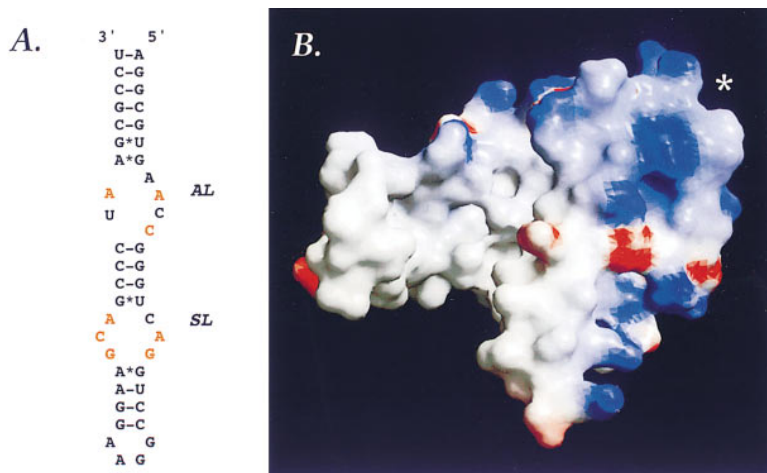 A.
3' 5'
U-A
C-G
C-G
G-C
C-G
G*U
A*G
A
A A AL
U C
C
C-G
C-G
C-G
G*U
A C SL
C A
G G
A*G
A-U
G-C
G-C
A G
A G
B.
*